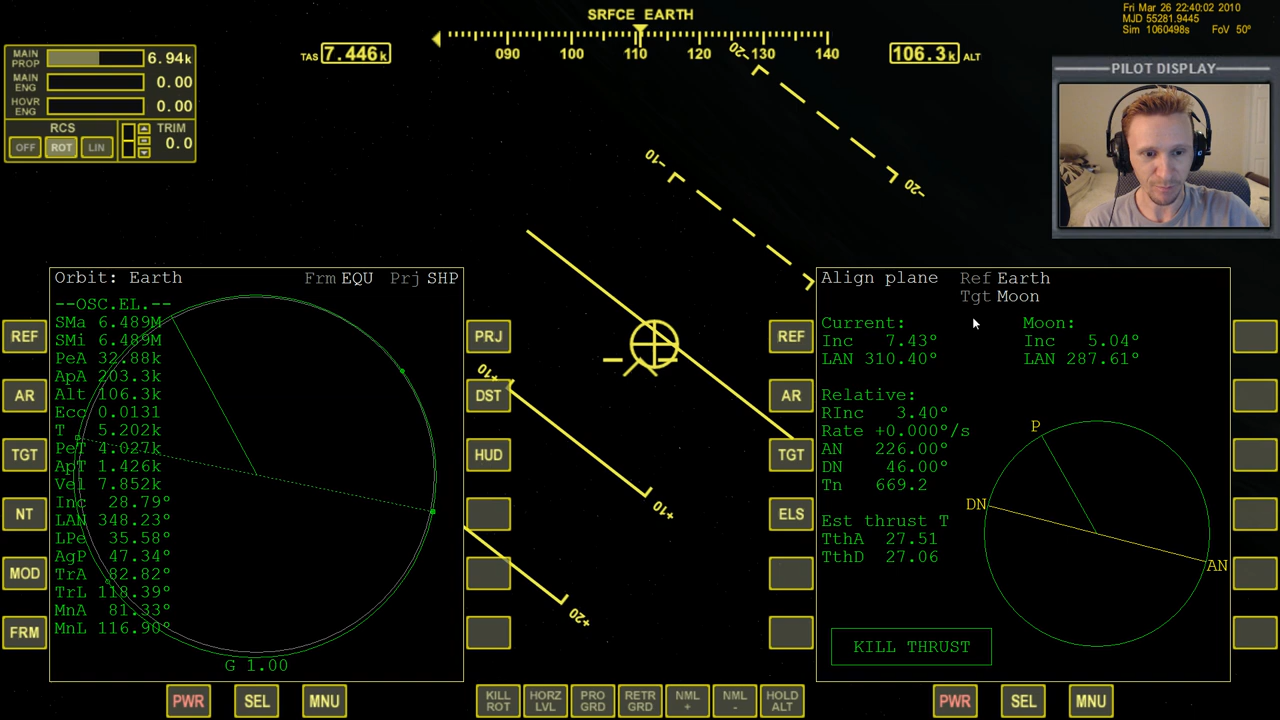 SRFCE EARTH
Fri Mar 26 22:40:02 2010
MJD 55281.9445
Sim 1060498s FoV 50°
MAIN PROP 6.94k
MAIN ENG 0.00
HOVR ENG 0.00
RCS TRIM
OFF ROT LIN 0.0
TAS 7.446k
090 100 110 120 130 140
106.3k ALT
PILOT DISPLAY
20-
-20-
-10-
+10
+10
+20
Orbit: Earth Frm EQU Prj SHP
--OSC.EL.--
SMa 6.489M
SMi 6.489M
PeA 32.88k
ApA 203.3k
Alt 106.3k
Ecc 0.0131
T 5.202k
PeT 4.027k
ApT 1.426k
Vel 7.852k
Inc 28.79°
LAN 348.23°
LPe 35.58°
AgP 47.34°
TrA 82.82°
TrL 118.39°
MnA 81.33°
MnL 116.90°
G 1.00
REF
AR
TGT
NT
MOD
FRM
PRJ
DST
HUD
PWR SEL MNU
KILL ROT
HORZ LVL
PRO GRD
RETR GRD
NML +
NML -
HOLD ALT
REF
AR
TGT
ELS
Align plane Ref Earth
Tgt Moon
Current: Moon:
Inc 7.43° Inc 5.04°
LAN 310.40° LAN 287.61°
Relative:
RInc 3.40°
Rate +0.000°/s
AN 226.00°
DN 46.00°
Tn 669.2
Est thrust T
TthA 27.51
TthD 27.06
P
DN
AN
KILL THRUST
PWR SEL MNU